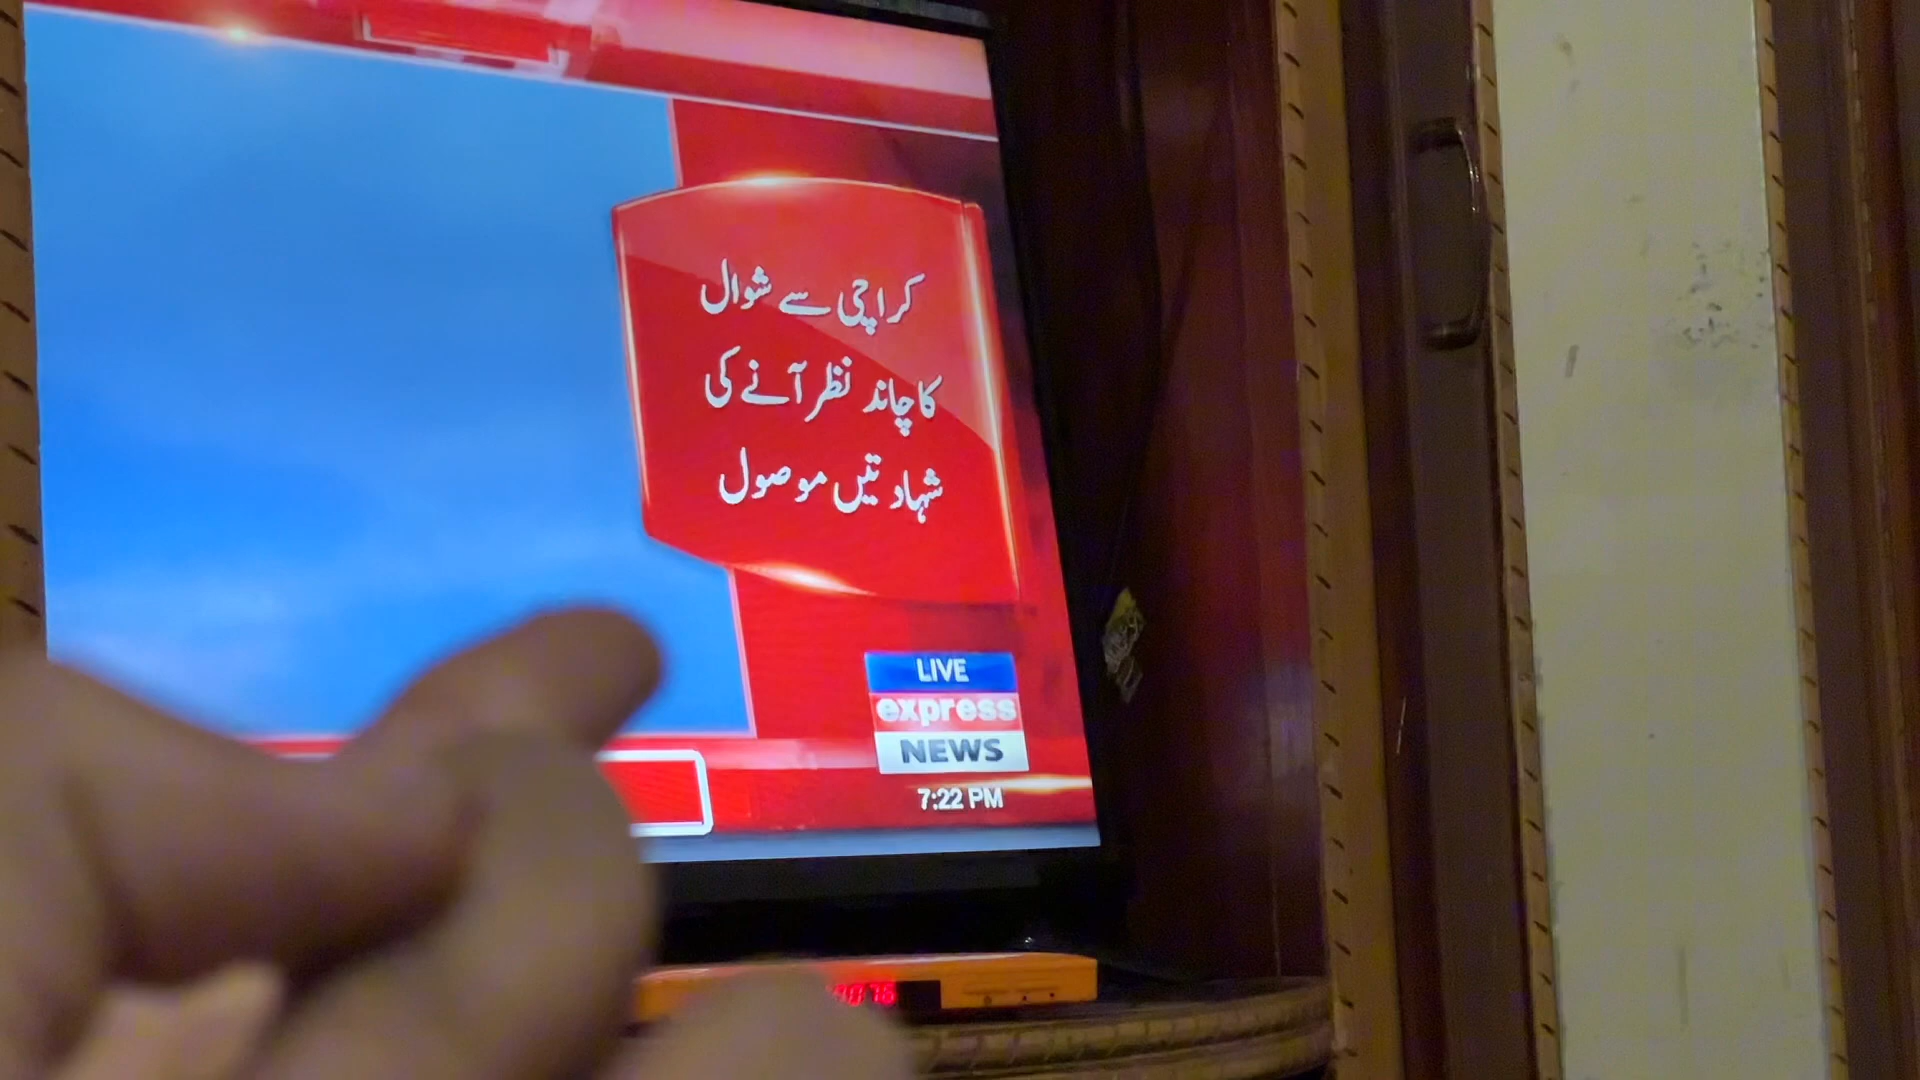 کراچی سے شوال
کا چاند نظر آنے کی
شہادتیں موصول
LIVE
express
NEWS
7:22 PM